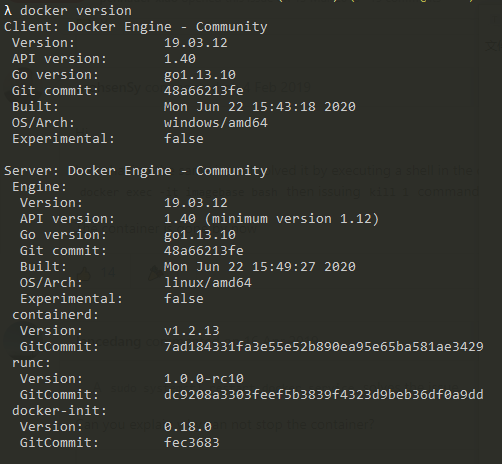 λ docker version
Client: Docker Engine - Community
Version: 19.03.12
API version: 1.40
Go version: go1.13.10
Git commit: 48a66213fe
Built: Mon Jun 22 15:43:18 2020
OS/Arch: windows/amd64
Experimental: false
Server: Docker Engine - Community
Engine:
Version: 19.03.12
API version: 1.40 (minimum version 1.12)
Go version: go1.13.10
Git commit: 48a66213fe
Built: Mon Jun 22 15:49:27 2020
OS/Arch: linux/amd64
Experimental: false
containerd:
Version: v1.2.13
GitCommit: 7ad184331fa3e55e52b890ea95e65ba581ae3429
runc:
Version: 1.0.0-rc10
GitCommit: dc9208a3303feef5b3839f4323d9beb36df0a9dd
docker-init:
Version: 0.18.0
GitCommit: fec3683